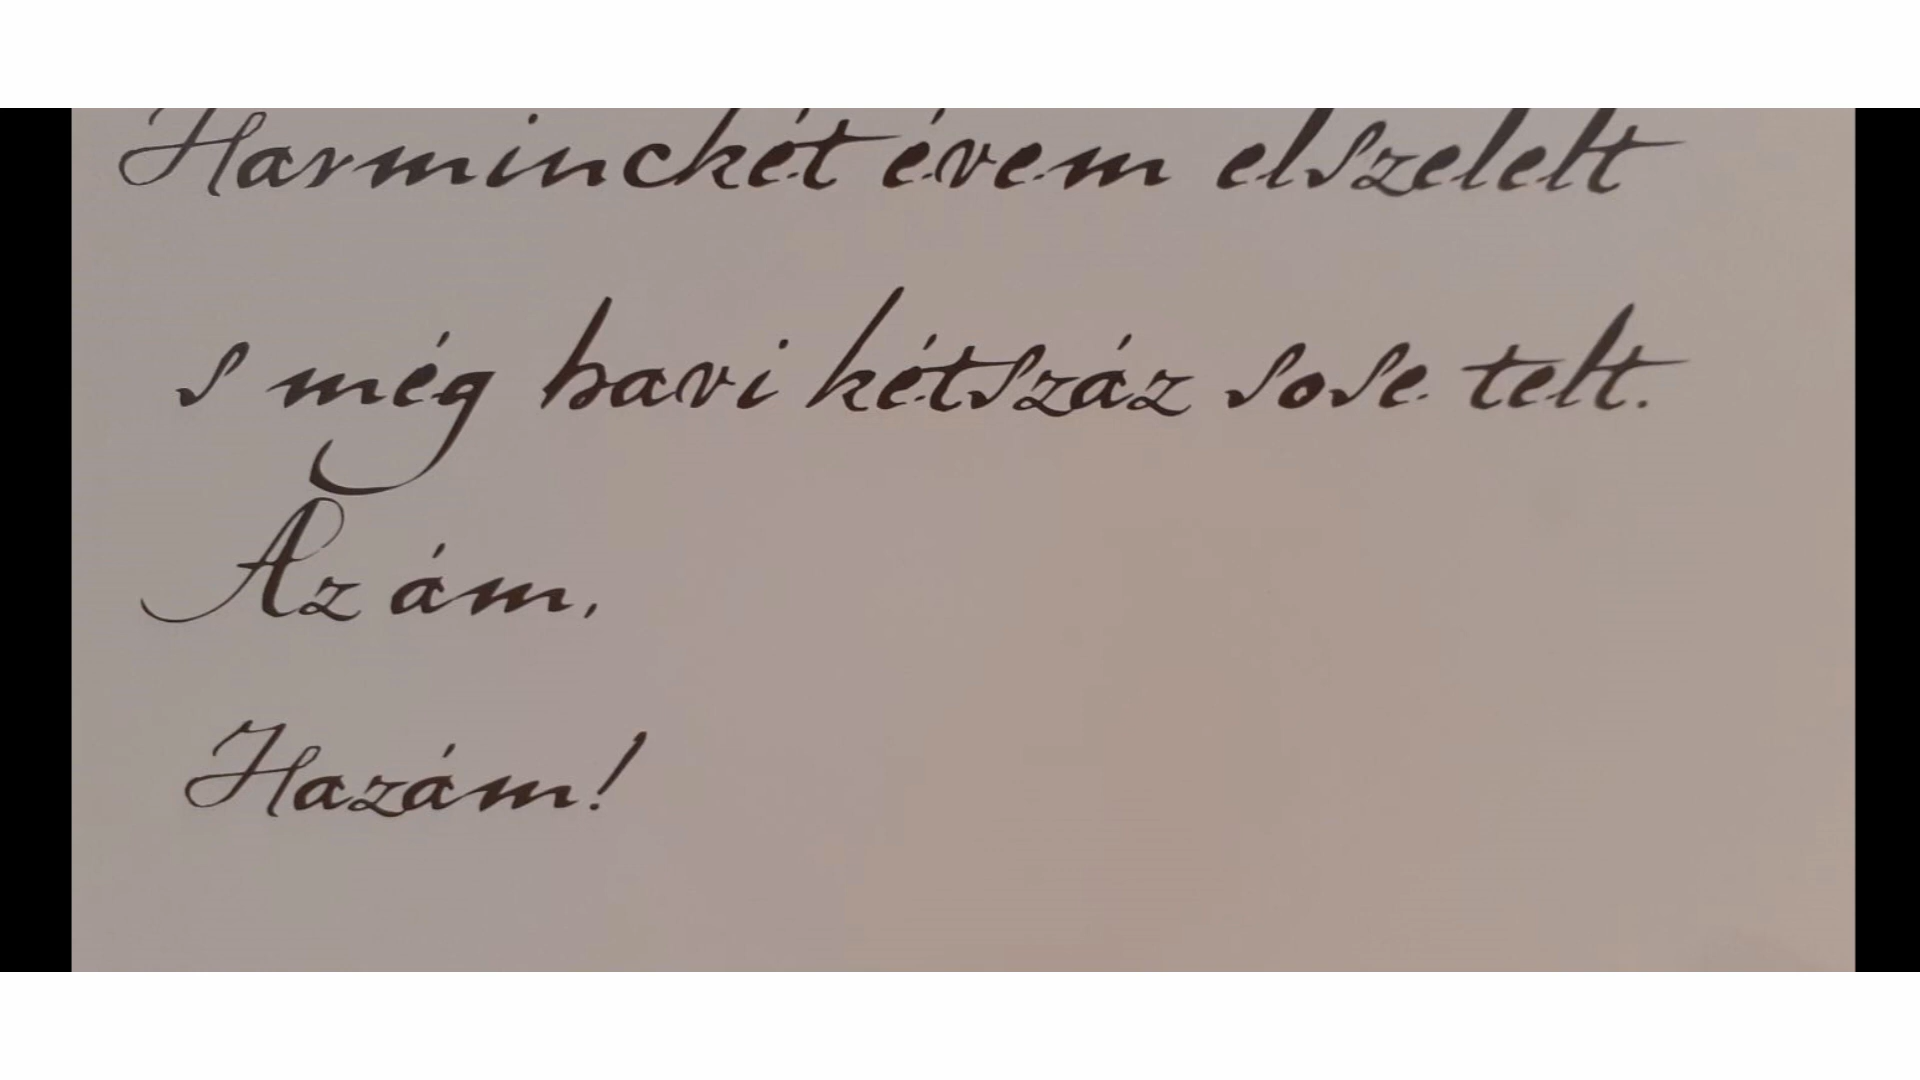 Harminckét évem elszelelt
s még havi kétszáz sose telt.
Az ám,
Hazám!